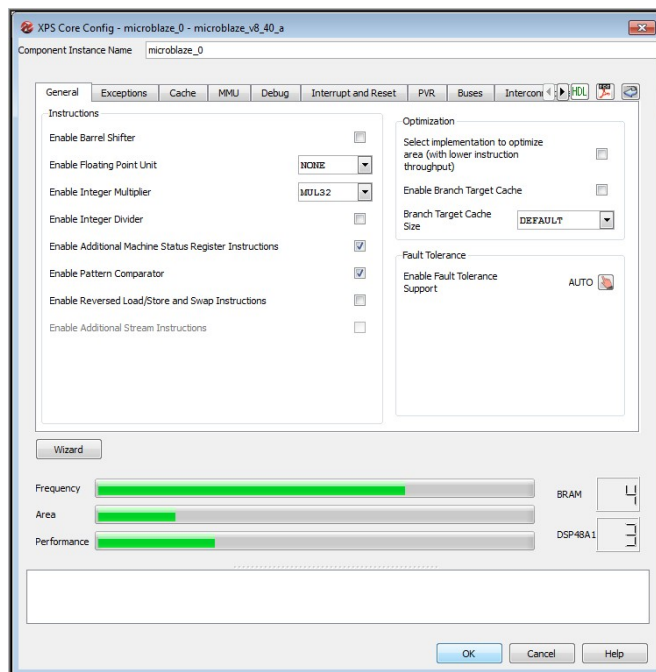 XPS Core Config - microblaze_0 - microblaze_v8_40_a
Component Instance Name microblaze_0
General Exceptions Cache MMU Debug Interrupt and Reset PVR Buses Interconn HDL
Instructions
Enable Barrel Shifter
Enable Floating Point Unit NONE
Enable Integer Multiplier MUL32
Enable Integer Divider
Enable Additional Machine Status Register Instructions
Enable Pattern Comparator
Enable Reversed Load/Store and Swap Instructions
Enable Additional Stream Instructions
Optimization
Select implementation to optimize
area (with lower instruction
throughput)
Enable Branch Target Cache
Branch Target Cache
Size DEFAULT
Fault Tolerance
Enable Fault Tolerance
Support AUTO
Wizard
Frequency
Area
Performance
BRAM 4
DSP48A1 3
OK Cancel Help